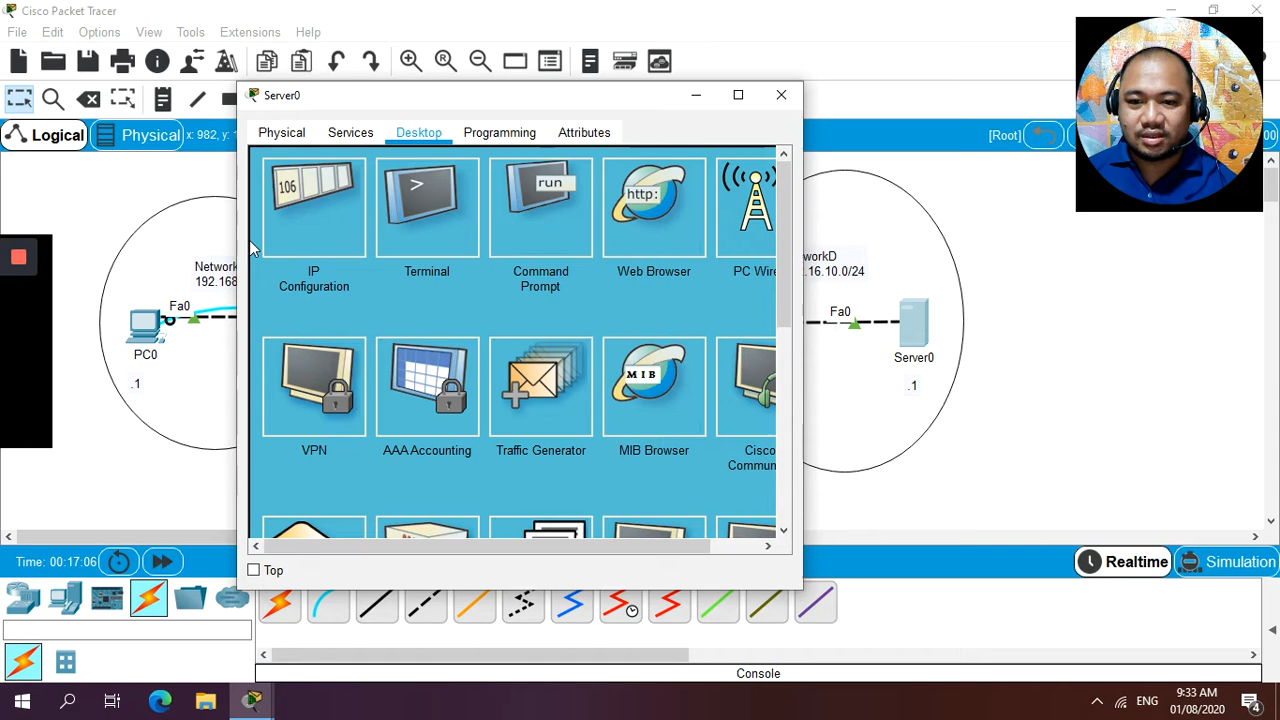 Cisco Packet Tracer
File Edit Options View Tools Extensions Help
Server0
Logical
Physical
x: 982, y:
[Root]
00
Physical Services Desktop Programming Attributes
106
>
run
http:
IP
Configuration
Terminal
Command
Prompt
Web Browser
PC Wire
VPN
MIB
AAA Accounting
Traffic Generator
MIB Browser
Cisco
Commun
Top
Network
192.168
Fa0
PC0
.1
workD
.16.10.0/24
Fa0
Server0
.1
Time: 00:17:06
Realtime
Simulation
Console
ENG
9:33 AM
01/08/2020
4